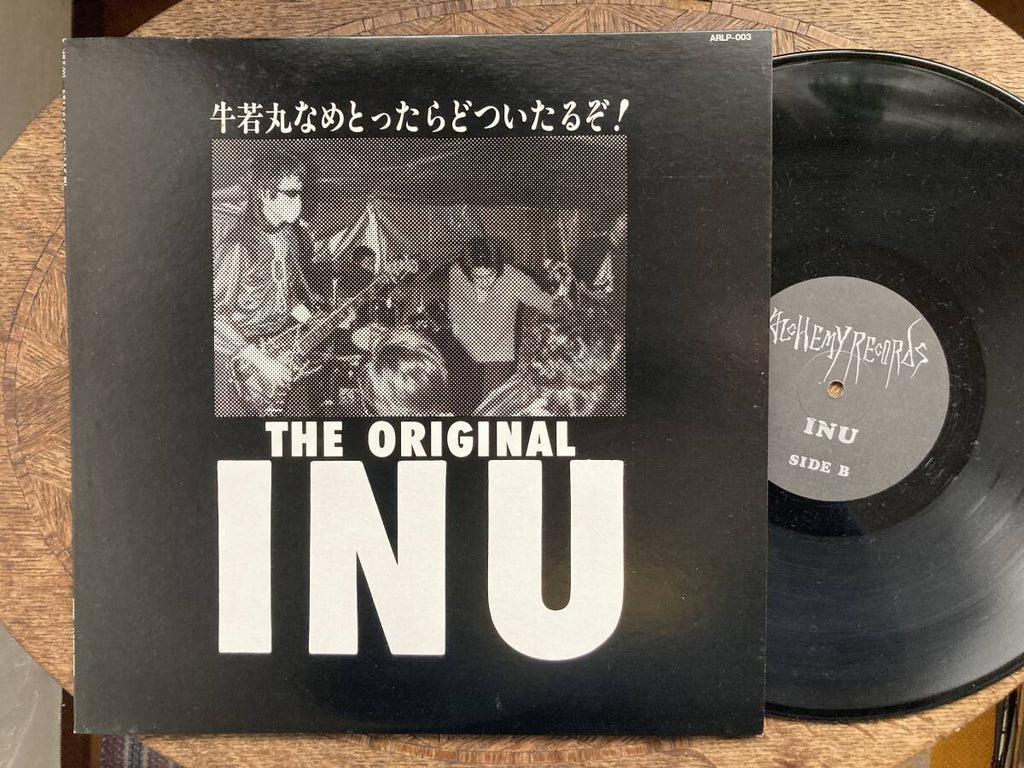 ARLP-003
牛若丸なめとったらどついたるぞ!
THE ORIGINAL
INU
ALCHEMY RECORDS
INU
SIDE B